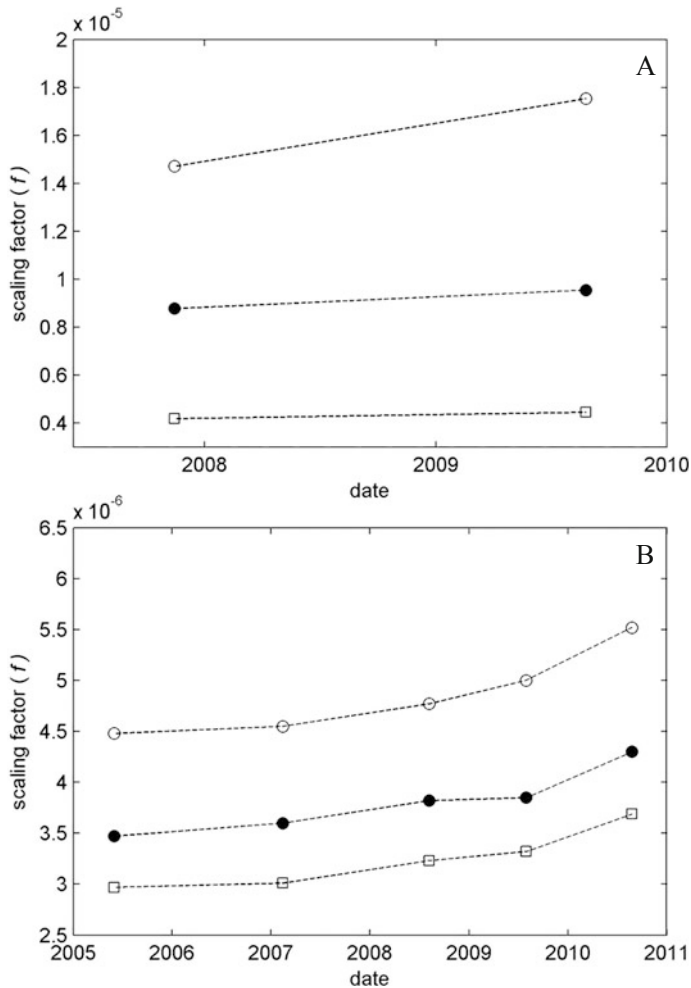 x 10⁻⁵
A
2
1.8
1.6
1.4
1.2
1
0.8
0.6
0.4
scaling factor ( f )
2008 2009 2010
date
x 10⁻⁶
B
6.5
6
5.5
5
4.5
4
3.5
3
2.5
scaling factor ( f )
2005 2006 2007 2008 2009 2010 2011
date